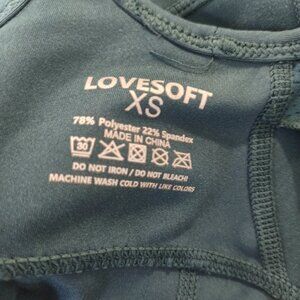 LOVESOFT
XS
78% Polyester 22% Spandex
MADE IN CHINA
30
DO NOT IRON / DO NOT BLEACH!
MACHINE WASH COLD WITH LIKE COLORS